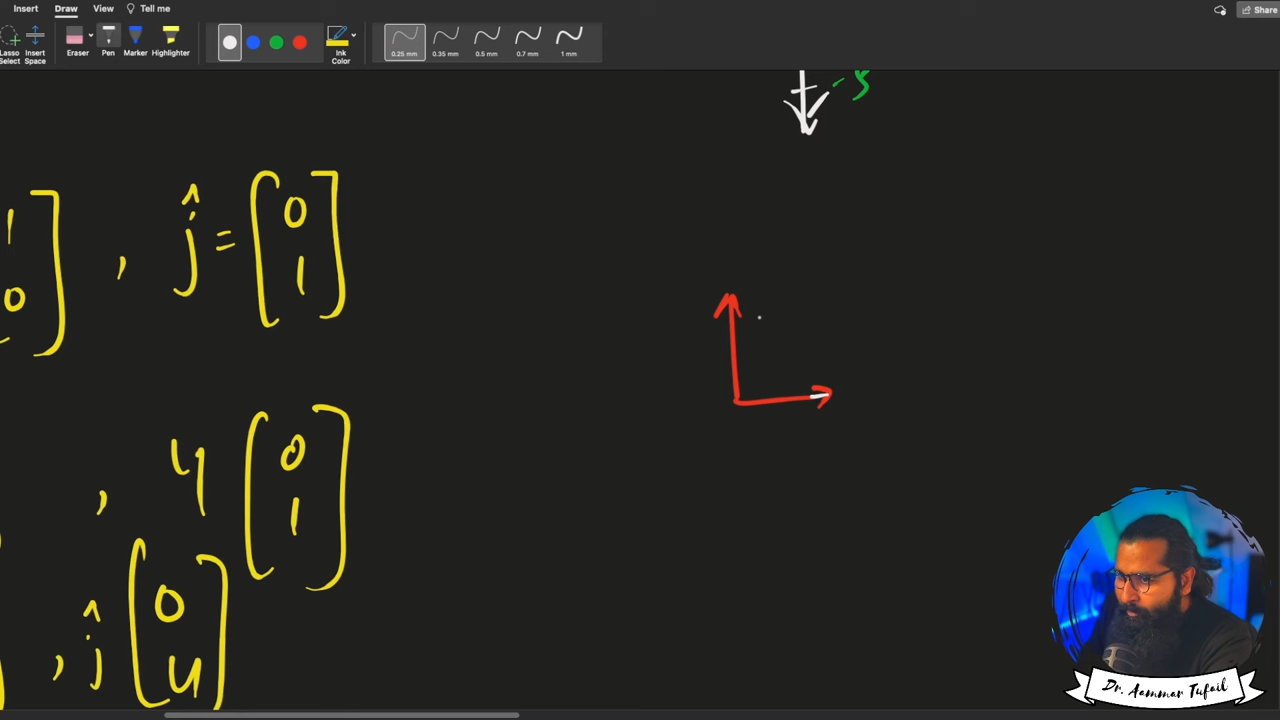 Insert Draw View Tell me
Share
Lasso Select
Insert Space
Eraser
Pen
Marker
Highlighter
Ink Color
0.25 mm
0.35 mm
0.5 mm
0.7 mm
1 mm
1
0 ] , ĵ = [ 0
1 ]
, 4 [ 0
1 ]
, ĵ [ 0
4 ]
Dr. Aammar Tufail